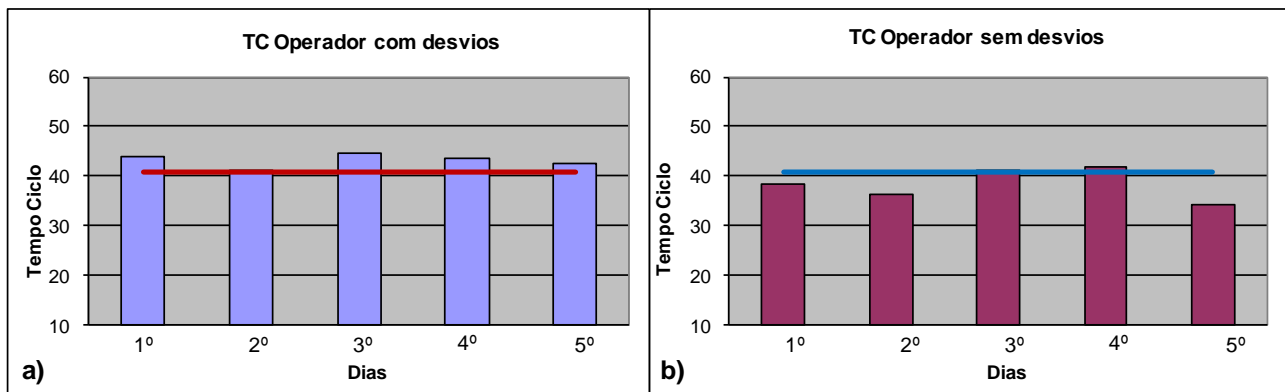 TC Operador com desvios
60
50
40
30
20
10
Tempo Ciclo
1º 2º 3º 4º 5º
Dias
a)
TC Operador sem desvios
60
50
40
30
20
10
Tempo Ciclo
1º 2º 3º 4º 5º
Dias
b)